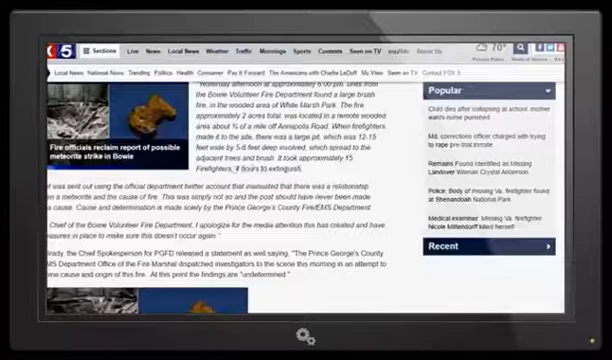 5 Sections Live News Local News Weather Traffic Mornings Sports Contests Seen on TV About Us 70°
Local News National News Trending Politics Health Consumer Pay It Forward The Americans with Charlie LeDuff My View Seen on TV Contact FOX 5
Yesterday afternoon at approximately 6:00 pm. Units from
the Bowie Volunteer Fire Department found a large brush
fire, in the wooded area of White Marsh Park. The fire
approximately 2 acres total, was located in a remote wooded
area about ¾ of a mile off Annapolis Road. When firefighters
made it to the site, there was a large pit, which was 12-15
feet wide by 5-6 feet deep involved, which spread to the
adjacent trees and brush. It took approximately 15
Firefighters, 4 hours to extinguish.
Fire officials reclaim report of possible
meteorite strike in Bowie
was sent out using the official department twitter account that insinuated that there was a relationship
a meteorite and the cause of fire. This was simply not so and the post should have never been made
a cause. Cause and determination is made solely by the Prince George's County Fire/EMS Department.
Chief of the Bowie Volunteer Fire Department, I apologize for the media attention this has created and have
in place to make sure this doesn't occur again."
Brady, the Chief Spokesperson for PGFD released a statement as well saying, "The Prince George's County
EMS Department Office of the Fire Marshal dispatched investigators to the scene this morning in an attempt to
cause and origin of this fire. At this point the findings are "undetermined."
Popular
Child dies after collapsing at school; mother
wants nurse punished
Md. corrections officer charged with trying
to rape pre-trial inmate
Remains Found Identified as Missing
Landover Woman Crystal Anderson
Police: Body of missing Va. firefighter found
at Shenandoah National Park
Medical examiner: Missing Va. firefighter
Nicole Mittendorff killed herself
Recent